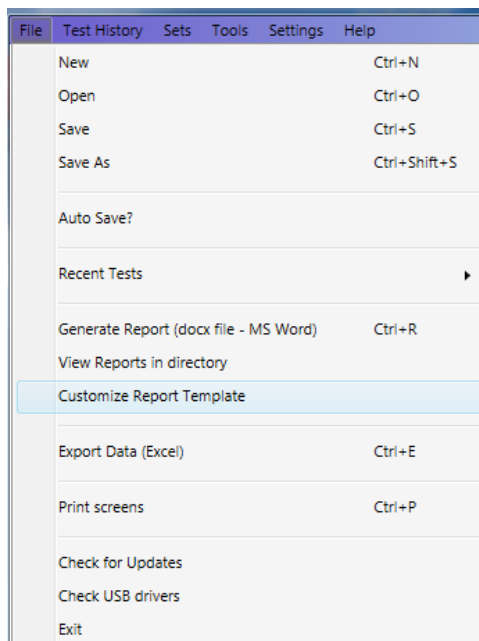 File Test History Sets Tools Settings Help
New Ctrl+N
Open Ctrl+O
Save Ctrl+S
Save As Ctrl+Shift+S
Auto Save?
Recent Tests
Generate Report (docx file - MS Word) Ctrl+R
View Reports in directory
Customize Report Template
Export Data (Excel) Ctrl+E
Print screens Ctrl+P
Check for Updates
Check USB drivers
Exit